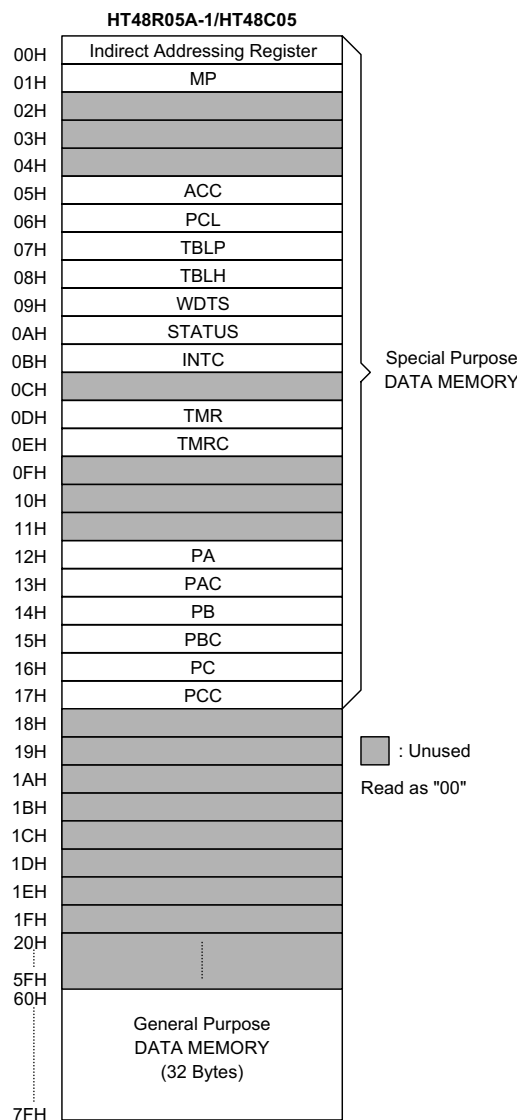 HT48R05A-1/HT48C05
00H Indirect Addressing Register
01H MP
02H
03H
04H
05H ACC
06H PCL
07H TBLP
08H TBLH
09H WDTS
0AH STATUS
0BH INTC
Special Purpose
DATA MEMORY
0CH
0DH TMR
0EH TMRC
0FH
10H
11H
12H PA
13H PAC
14H PB
15H PBC
16H PC
17H PCC
18H
19H
: Unused
1AH
Read as "00"
1BH
1CH
1DH
1EH
1FH
20H
5FH
60H
General Purpose
DATA MEMORY
(32 Bytes)
7FH